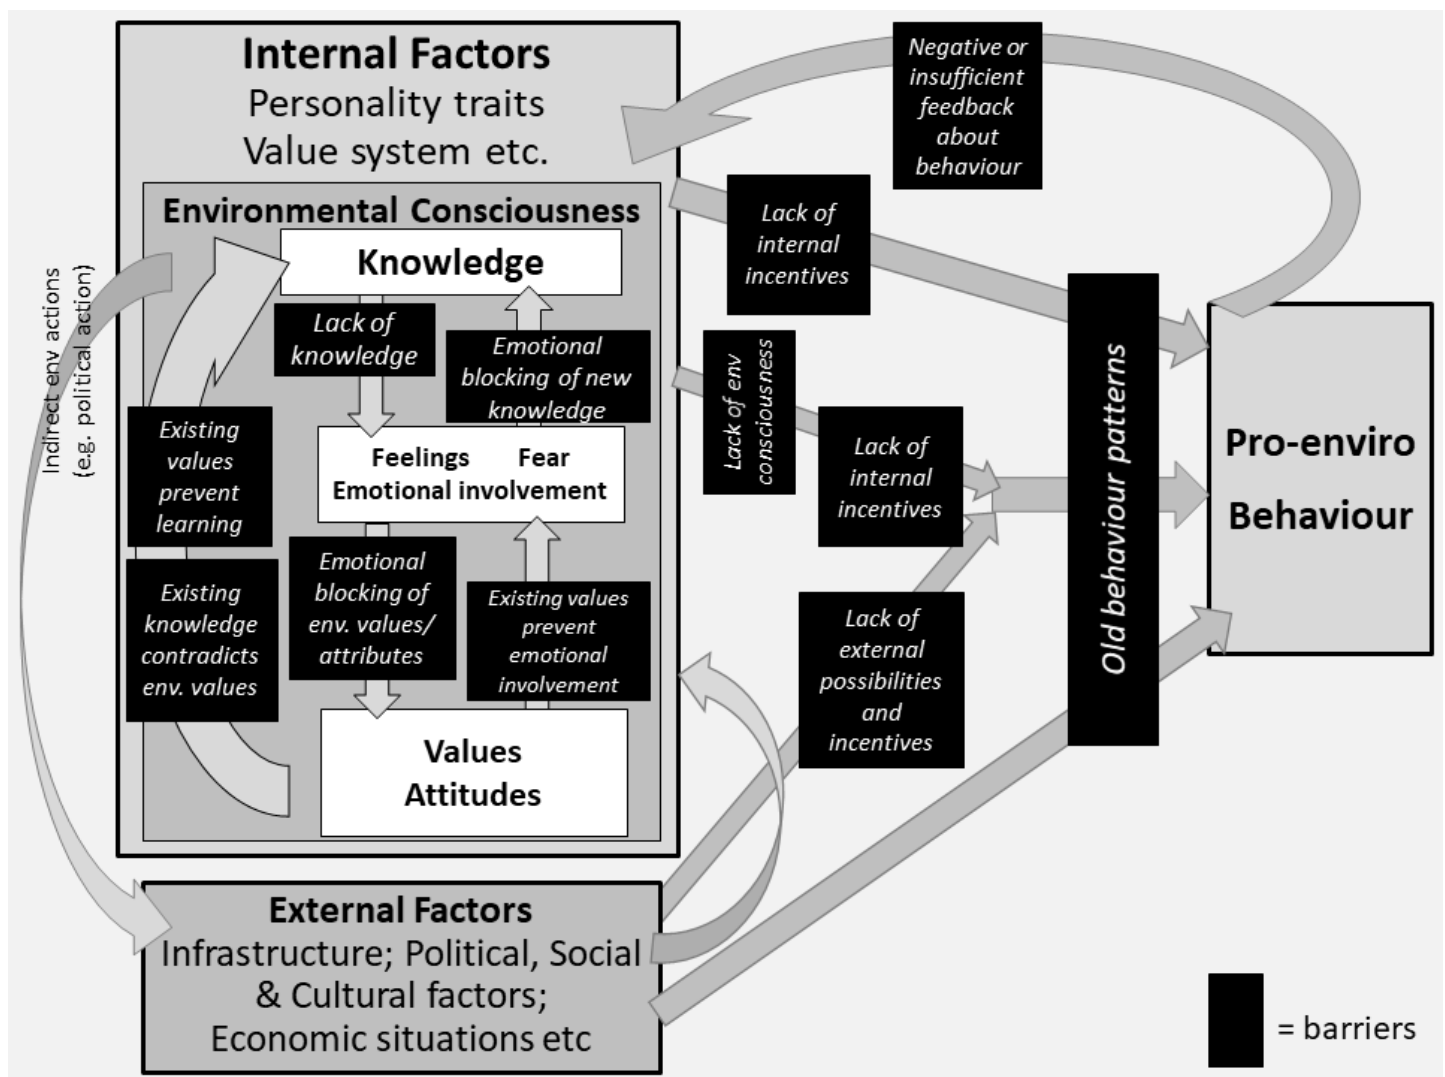 Internal Factors
Personality traits
Value system etc.
Environmental Consciousness
Knowledge
Lack of
knowledge
Emotional
blocking of new
knowledge
Existing
values
prevent
learning
Feelings Fear
Emotional involvement
Existing
knowledge
contradicts
env. values
Emotional
blocking of
env. values/
attributes
Existing values
prevent
emotional
involvement
Values
Attitudes
Indirect env actions
(e.g. political action)
External Factors
Infrastructure; Political, Social
& Cultural factors;
Economic situations etc
Negative or
insufficient
feedback
about
behaviour
Lack of
internal
incentives
Lack of env
consciousness
Lack of
internal
incentives
Lack of
external
possibilities
and
incentives
Old behaviour patterns
Pro-enviro
Behaviour
= barriers